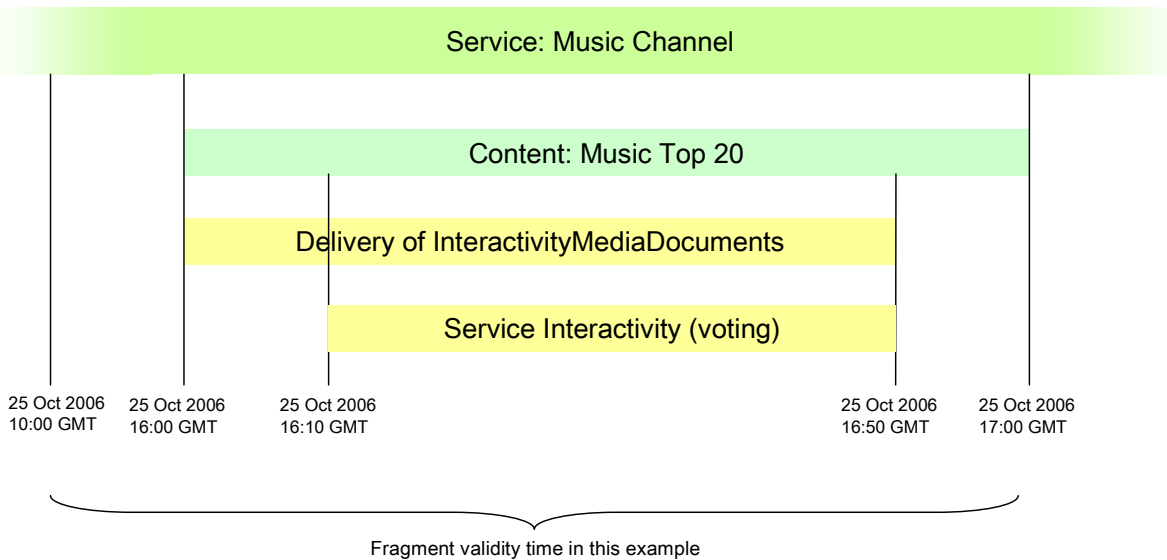 Service: Music Channel
Content: Music Top 20
Delivery of InteractivityMediaDocuments
Service Interactivity (voting)
25 Oct 2006
10:00 GMT
25 Oct 2006
16:00 GMT
25 Oct 2006
16:10 GMT
25 Oct 2006
16:50 GMT
25 Oct 2006
17:00 GMT
Fragment validity time in this example